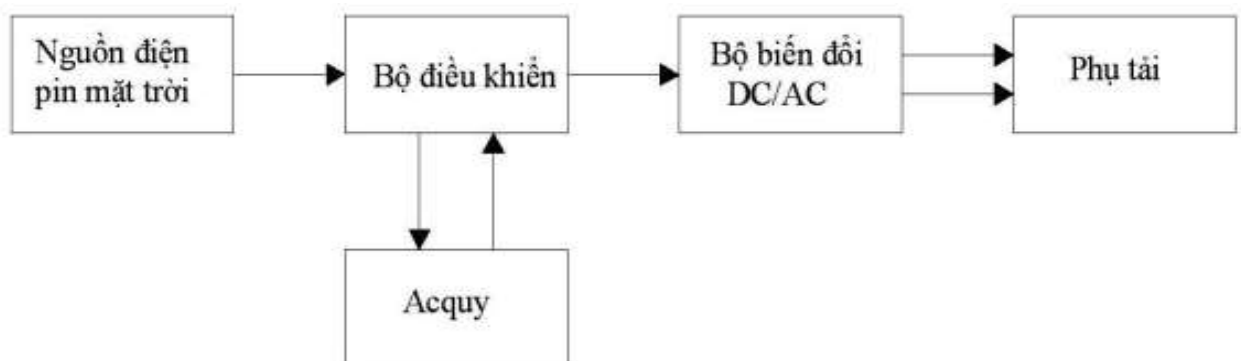 Nguồn điện
pin mặt trời
Bộ điều khiển
Bộ biến đổi
DC/AC
Phụ tải
Acquy